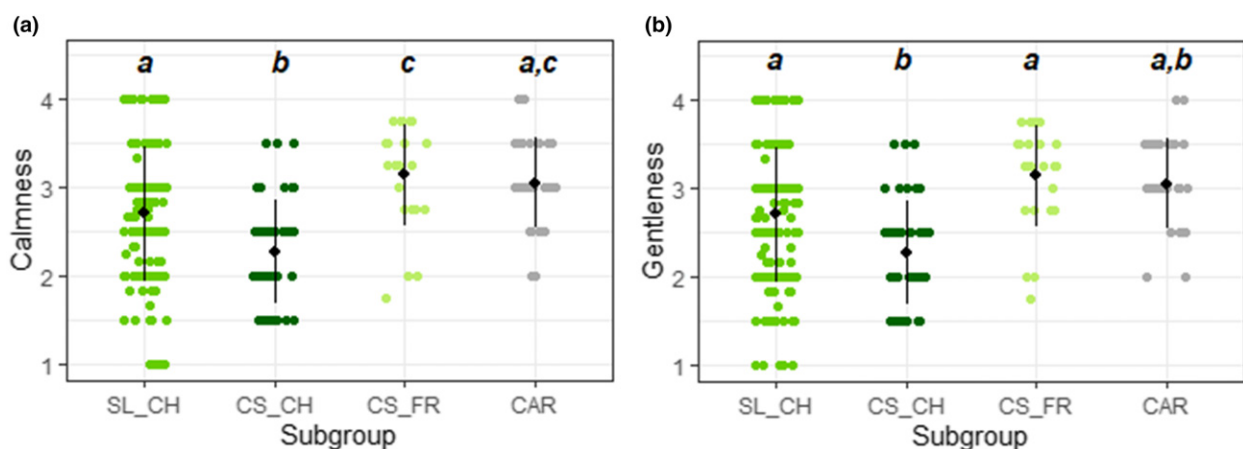 (a)
a b c a,c
Calmness
4
3
2
1
SL_CH CS_CH CS_FR CAR
Subgroup
(b)
a b a a,b
Gentleness
4
3
2
1
SL_CH CS_CH CS_FR CAR
Subgroup